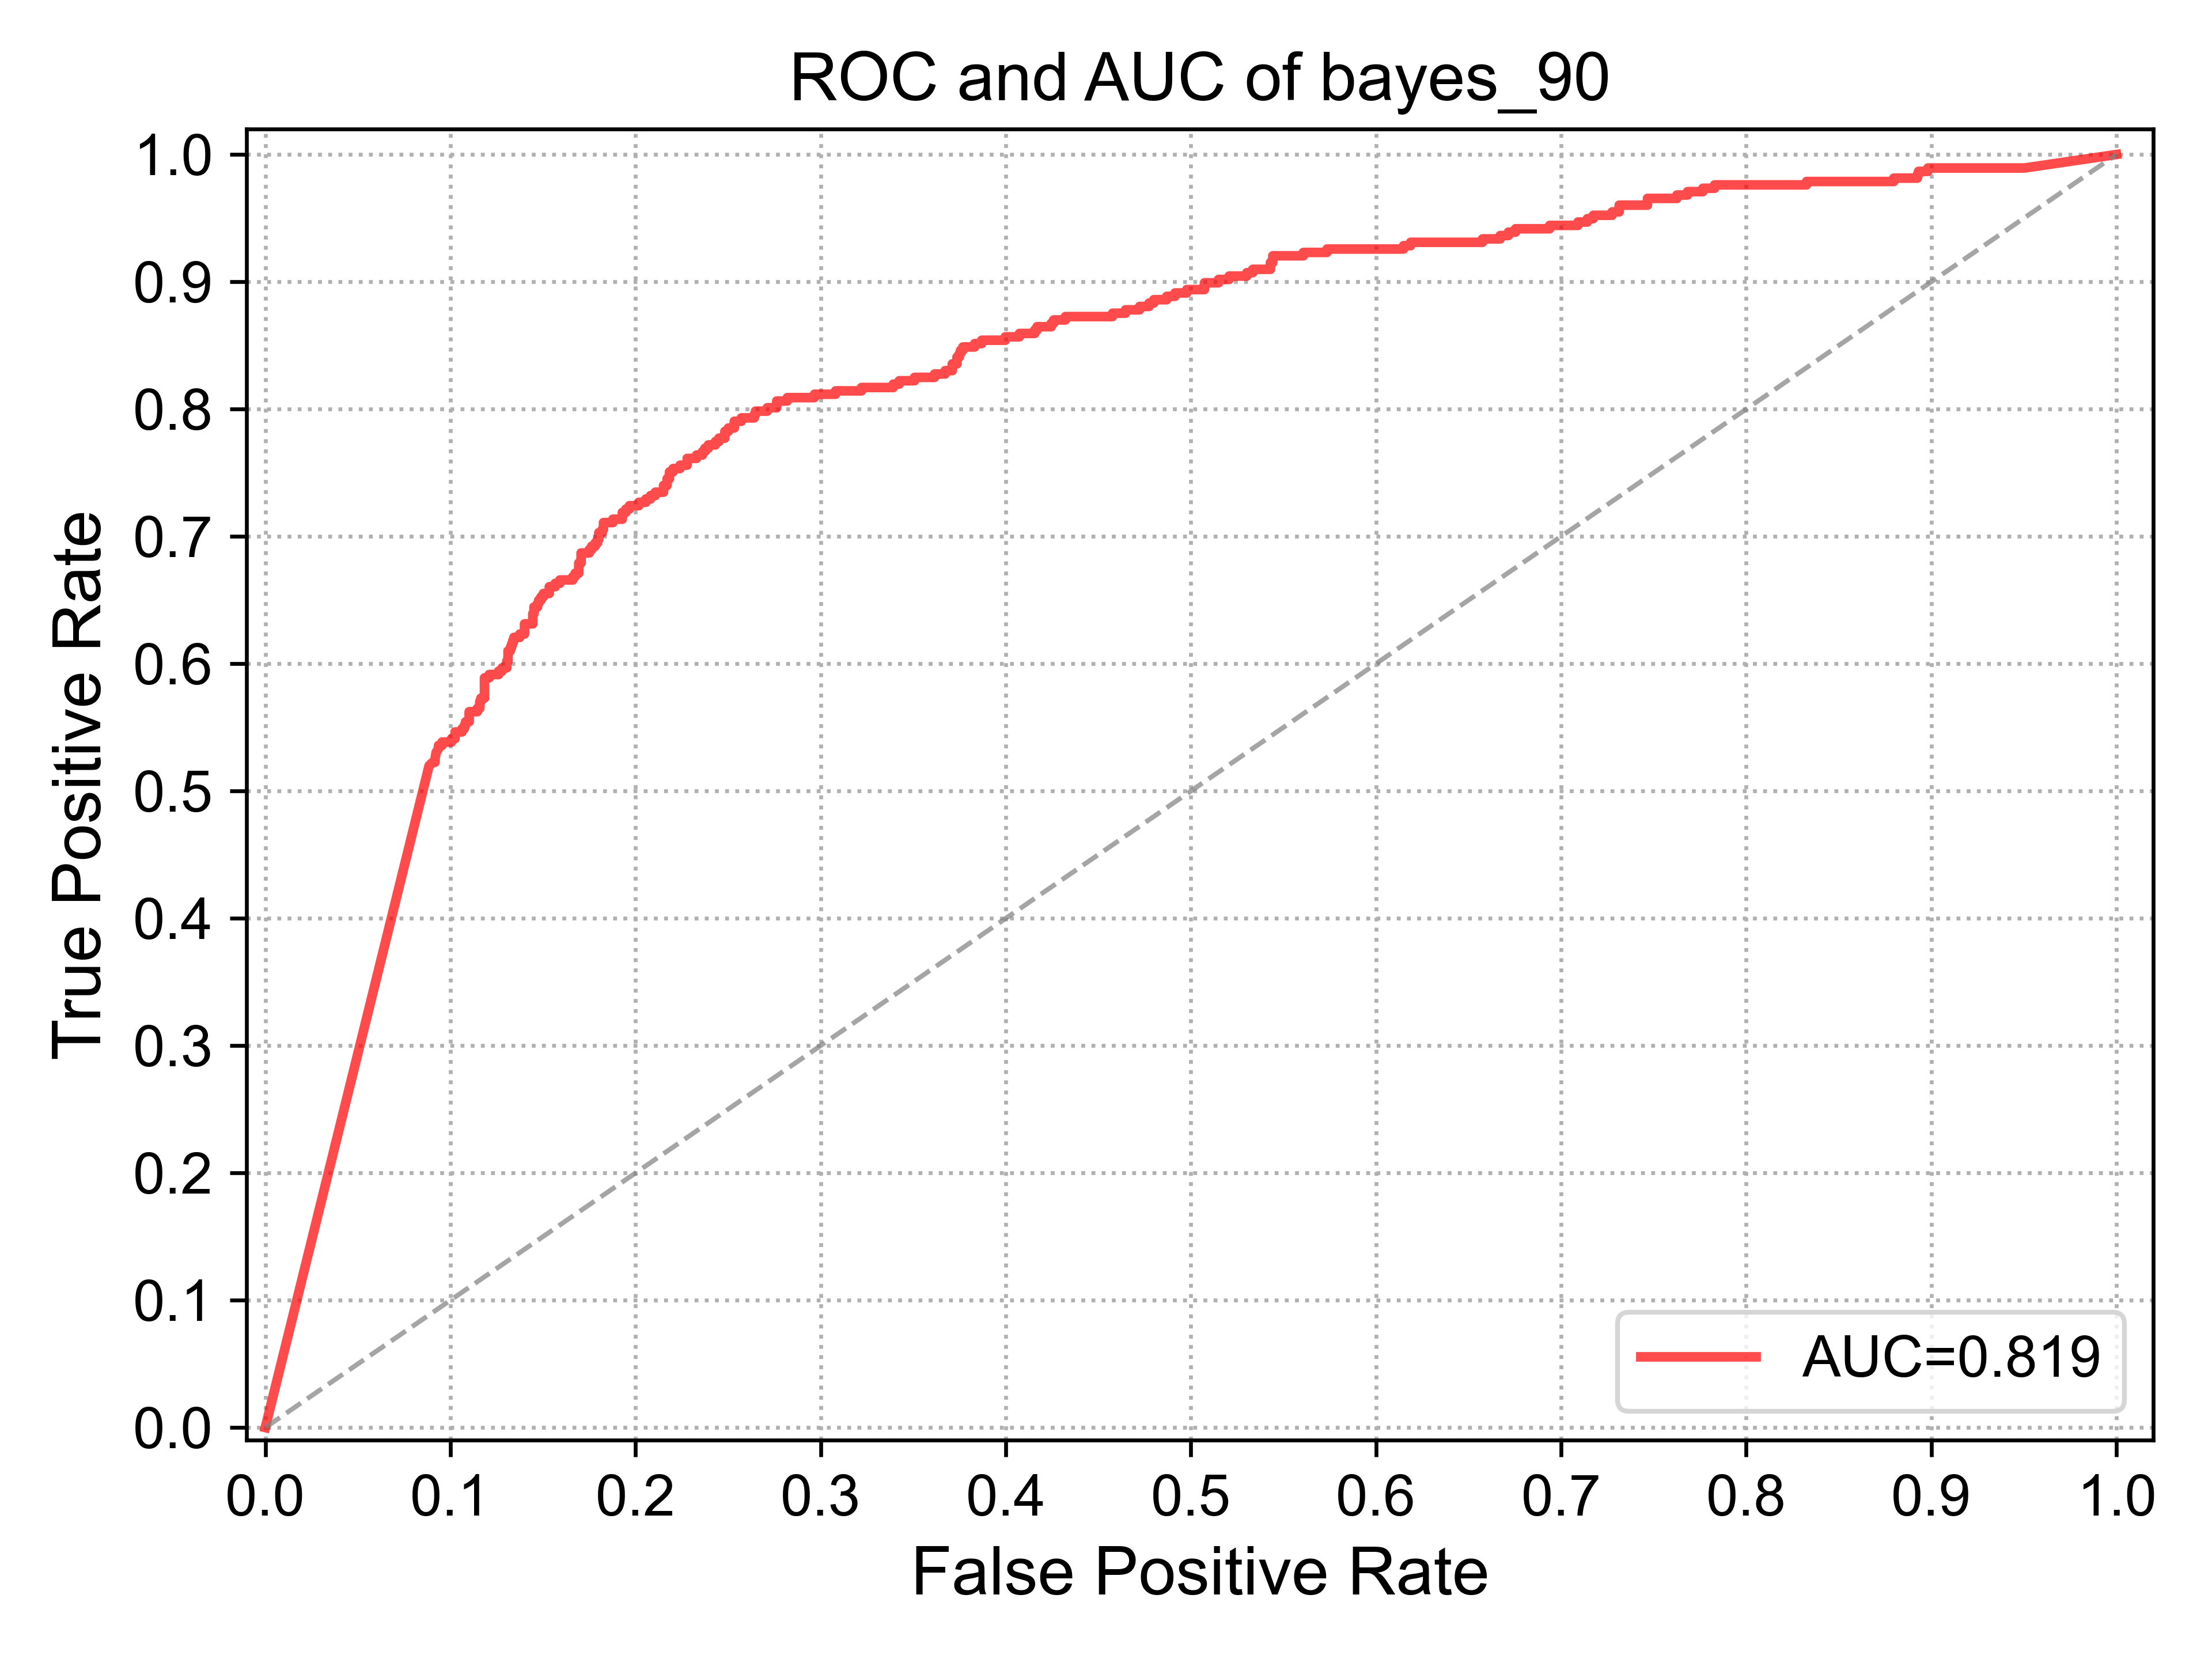 ROC and AUC of bayes_90
1.0
0.9
0.8
0.7
0.6
0.5
0.4
0.3
0.2
0.1
0.0
True Positive Rate
AUC=0.819
0.0 0.1 0.2 0.3 0.4 0.5 0.6 0.7 0.8 0.9 1.0
False Positive Rate